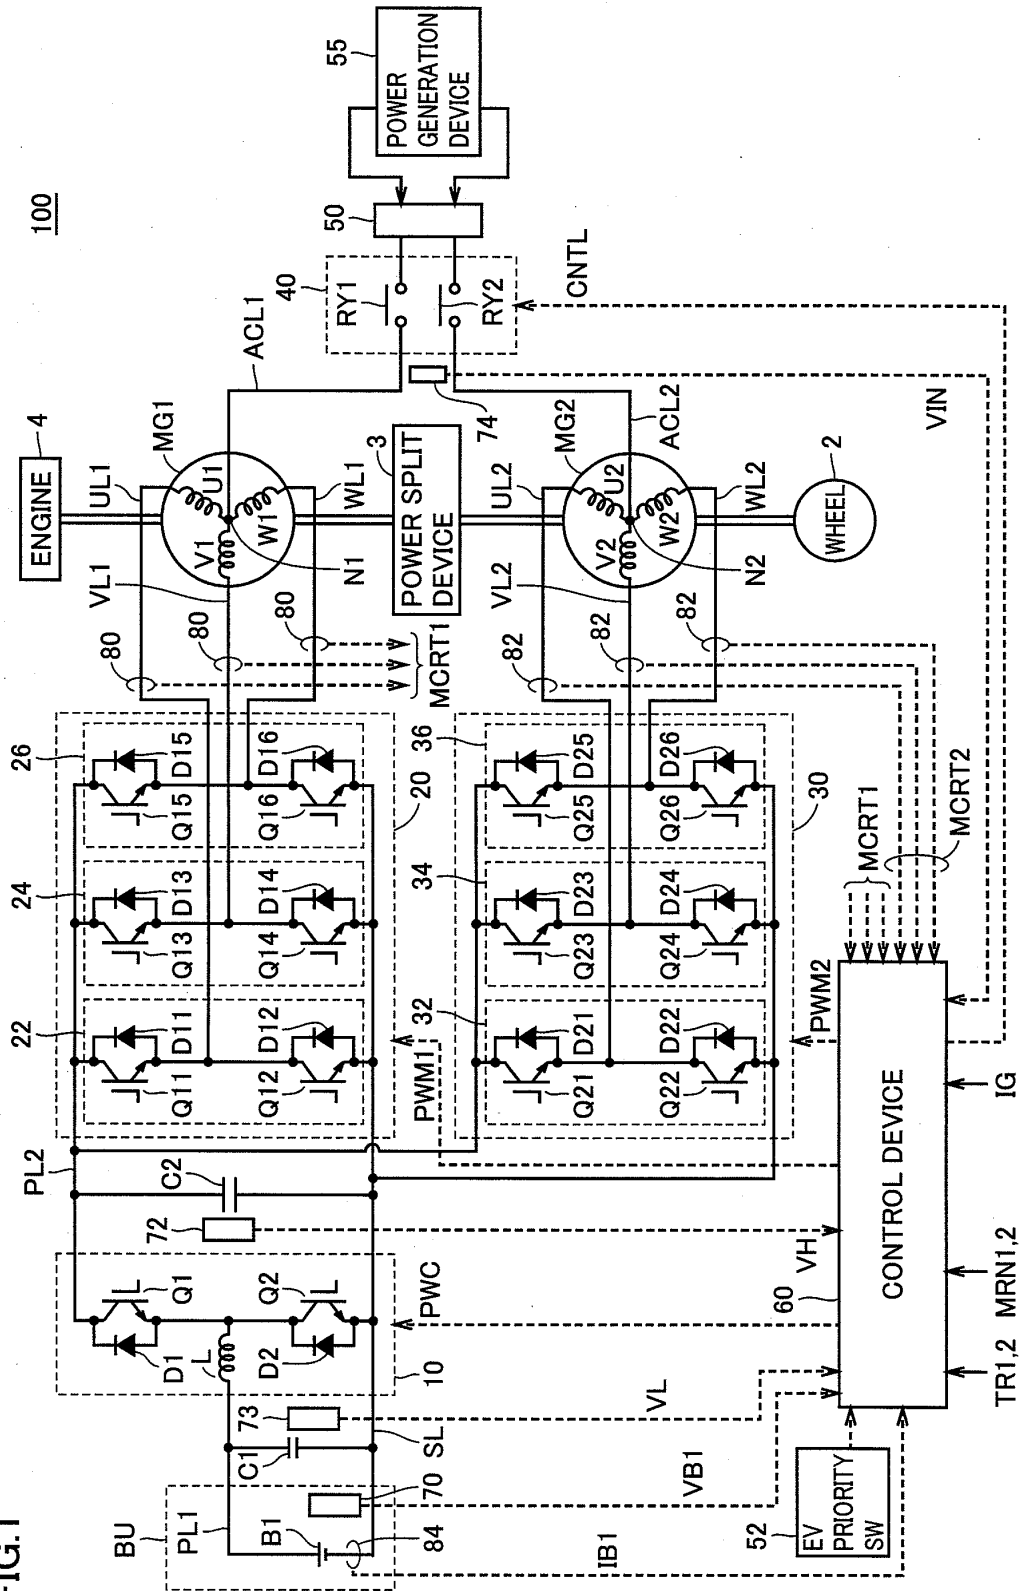 FIG.1
100
ENGINE
4
UL1
MG1
ACL1
40
RY1
RY2
50
55
POWER
GENERATION
DEVICE
CNTL
VL1
U1
V1
W1
N1
WL1
3
POWER SPLIT
DEVICE
74
80
80
80
MCRT1
UL2
MG2
ACL2
VIN
VL2
U2
V2
W2
N2
WL2
WHEEL
2
82
82
82
26
D15
Q15
D16
Q16
24
D13
Q13
D14
Q14
22
D11
Q11
D12
Q12
20
36
D25
Q25
D26
Q26
34
D23
Q23
D24
Q24
32
D21
Q21
D22
Q22
30
MCRT1
MCRT2
PWM1
PWM2
PL2
C2
72
VH
Q1
D1
L
Q2
D2
10
PWC
60
CONTROL DEVICE
IG
MRN1,2
TR1,2
73
C1
SL
VL
BU
PL1
B1
70
84
VB1
IB1
52
EV
PRIORITY
SW